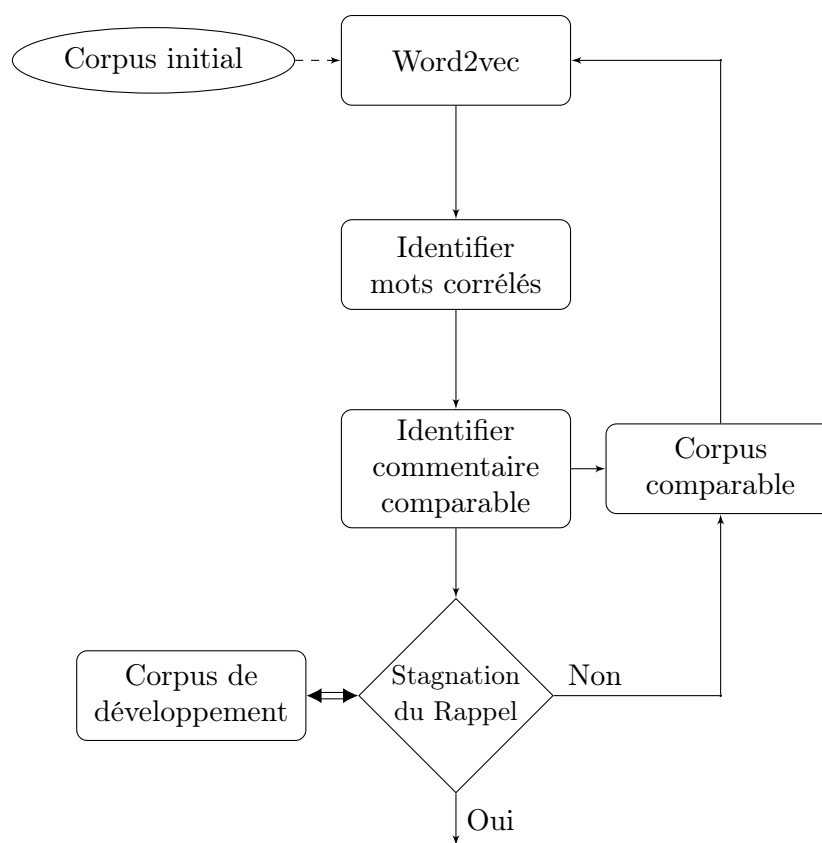 Corpus initial
Word2vec
Identifier
mots corrélés
Identifier
commentaire
comparable
Corpus
comparable
Corpus de
développement
Stagnation
du Rappel
Non
Oui